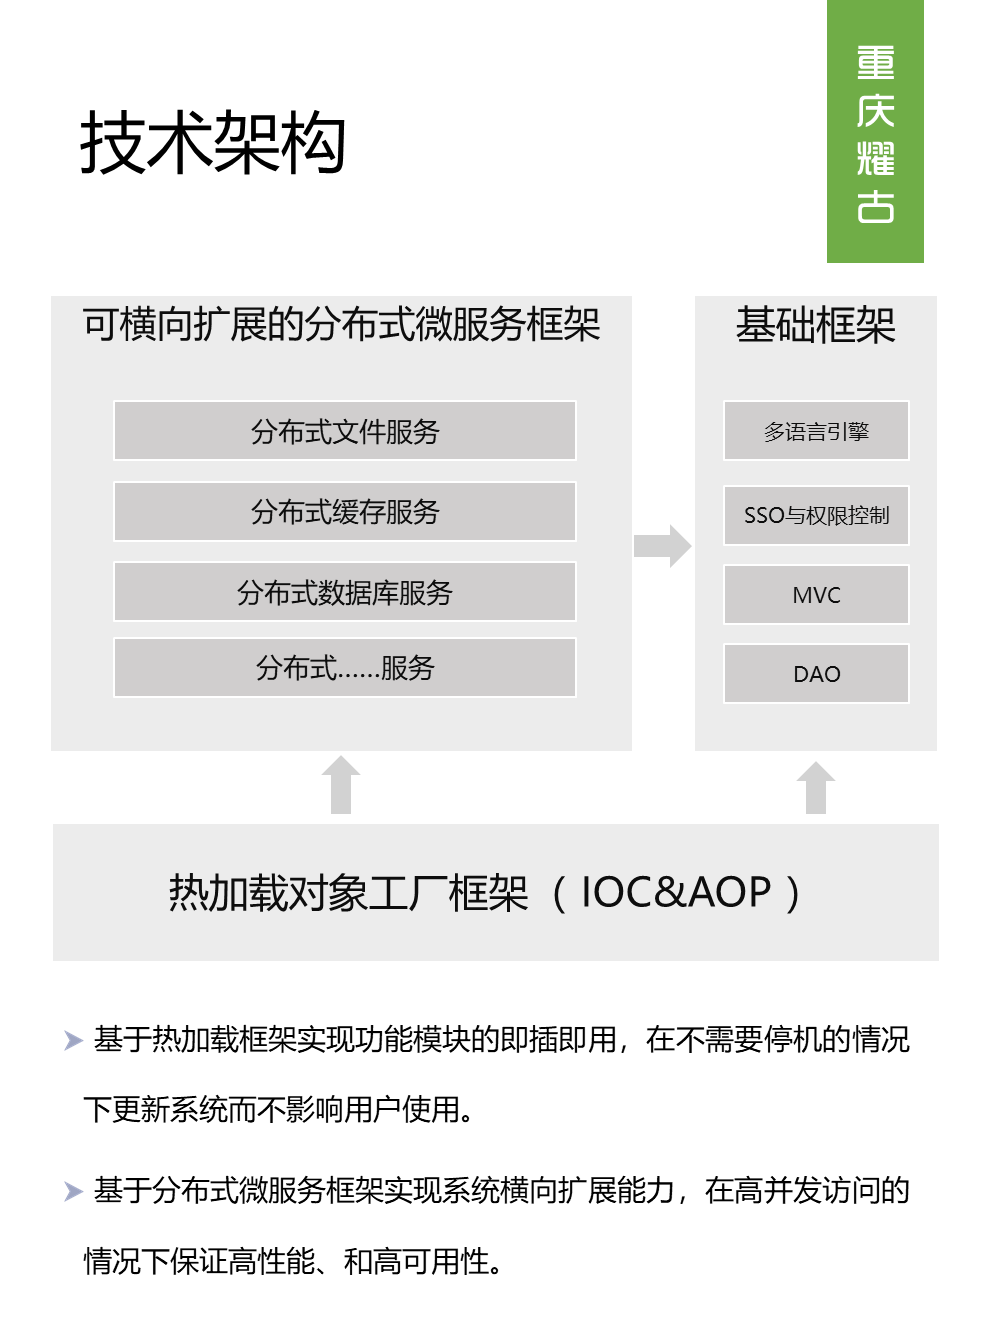 重庆耀古
技术架构
可横向扩展的分布式微服务框架
分布式文件服务
分布式缓存服务
分布式数据库服务
分布式......服务
基础框架
多语言引擎
SSO与权限控制
MVC
DAO
热加载对象工厂框架（IOC&AOP）
基于热加载框架实现功能模块的即插即用，在不需要停机的情况
下更新系统而不影响用户使用。
基于分布式微服务框架实现系统横向扩展能力，在高并发访问的
情况下保证高性能、和高可用性。